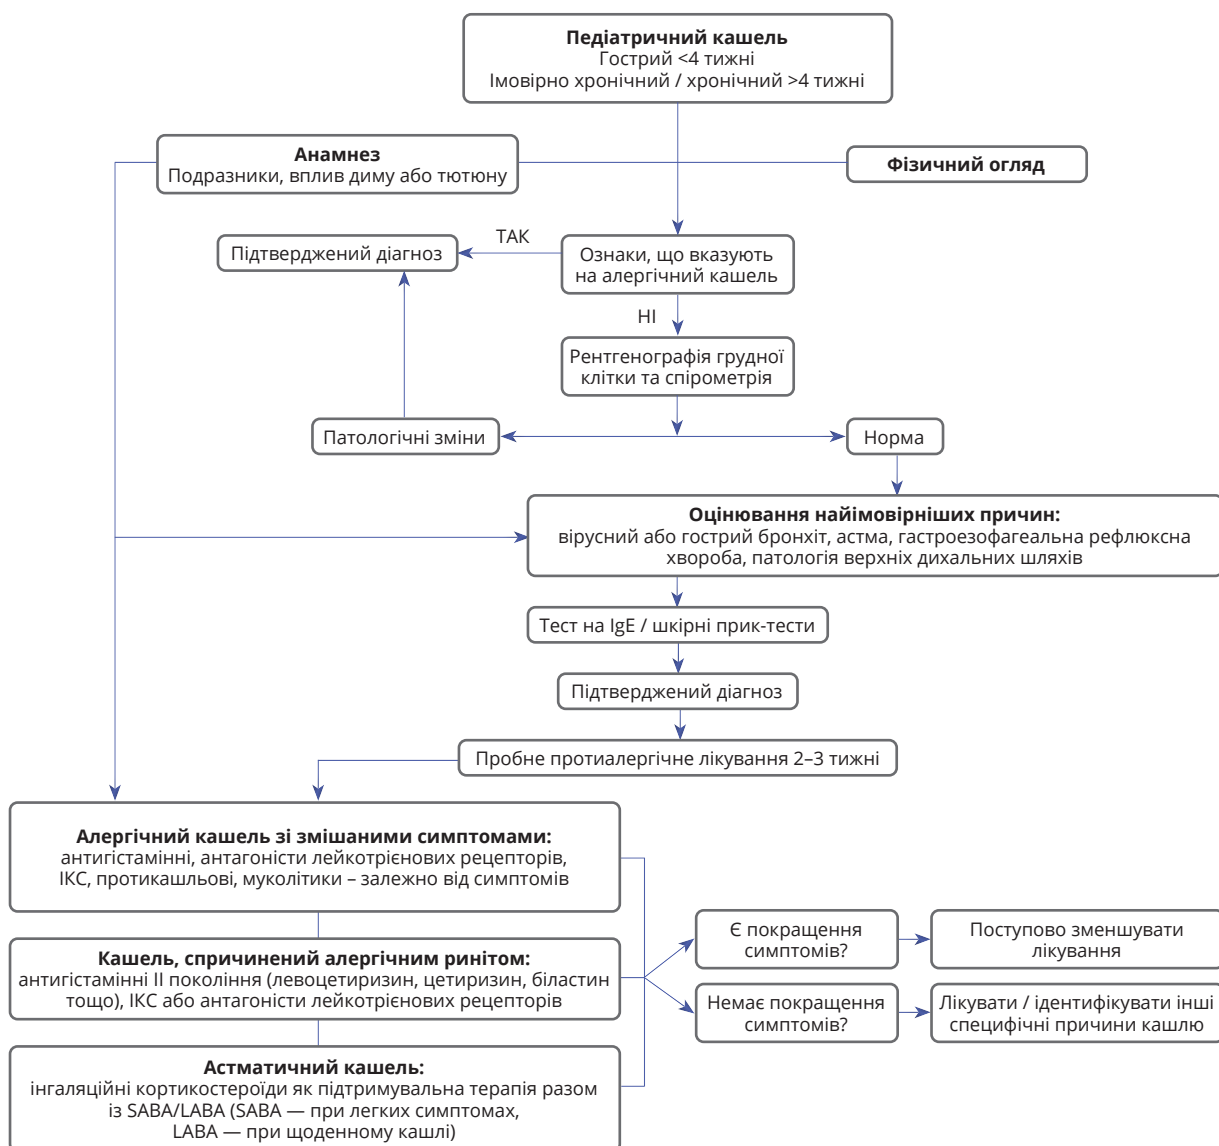 Педіатричний кашель
Гострий <4 тижні
Імовірно хронічний / хронічний >4 тижні
Анамнез
Подразники, вплив диму або тютюну
Фізичний огляд
Підтверджений діагноз
ТАК
Ознаки, що вказують
на алергічний кашель
НІ
Рентгенографія грудної
клітки та спірометрія
Патологічні зміни
Норма
Оцінювання найімовірніших причин:
вірусний або гострий бронхіт, астма, гастроезофагеальна рефлюксна
хвороба, патологія верхніх дихальних шляхів
Тест на IgE / шкірні прик-тести
Підтверджений діагноз
Пробне протиалергічне лікування 2–3 тижні
Алергічний кашель зі змішаними симптомами:
антигістамінні, антагоністи лейкотрієнових рецепторів,
ІКС, протикашльові, муколітики – залежно від симптомів
Кашель, спричинений алергічним ринітом:
антигістамінні II покоління (левоцетиризин, цетиризин, біластин
тощо), ІКС або антагоністи лейкотрієнових рецепторів
Астматичний кашель:
інгаляційні кортикостероїди як підтримувальна терапія разом
із SABA/LABA (SABA — при легких симптомах,
LABA — при щоденному кашлі)
Є покращення
симптомів?
Поступово зменшувати
лікування
Немає покращення
симптомів?
Лікувати / ідентифікувати інші
специфічні причини кашлю